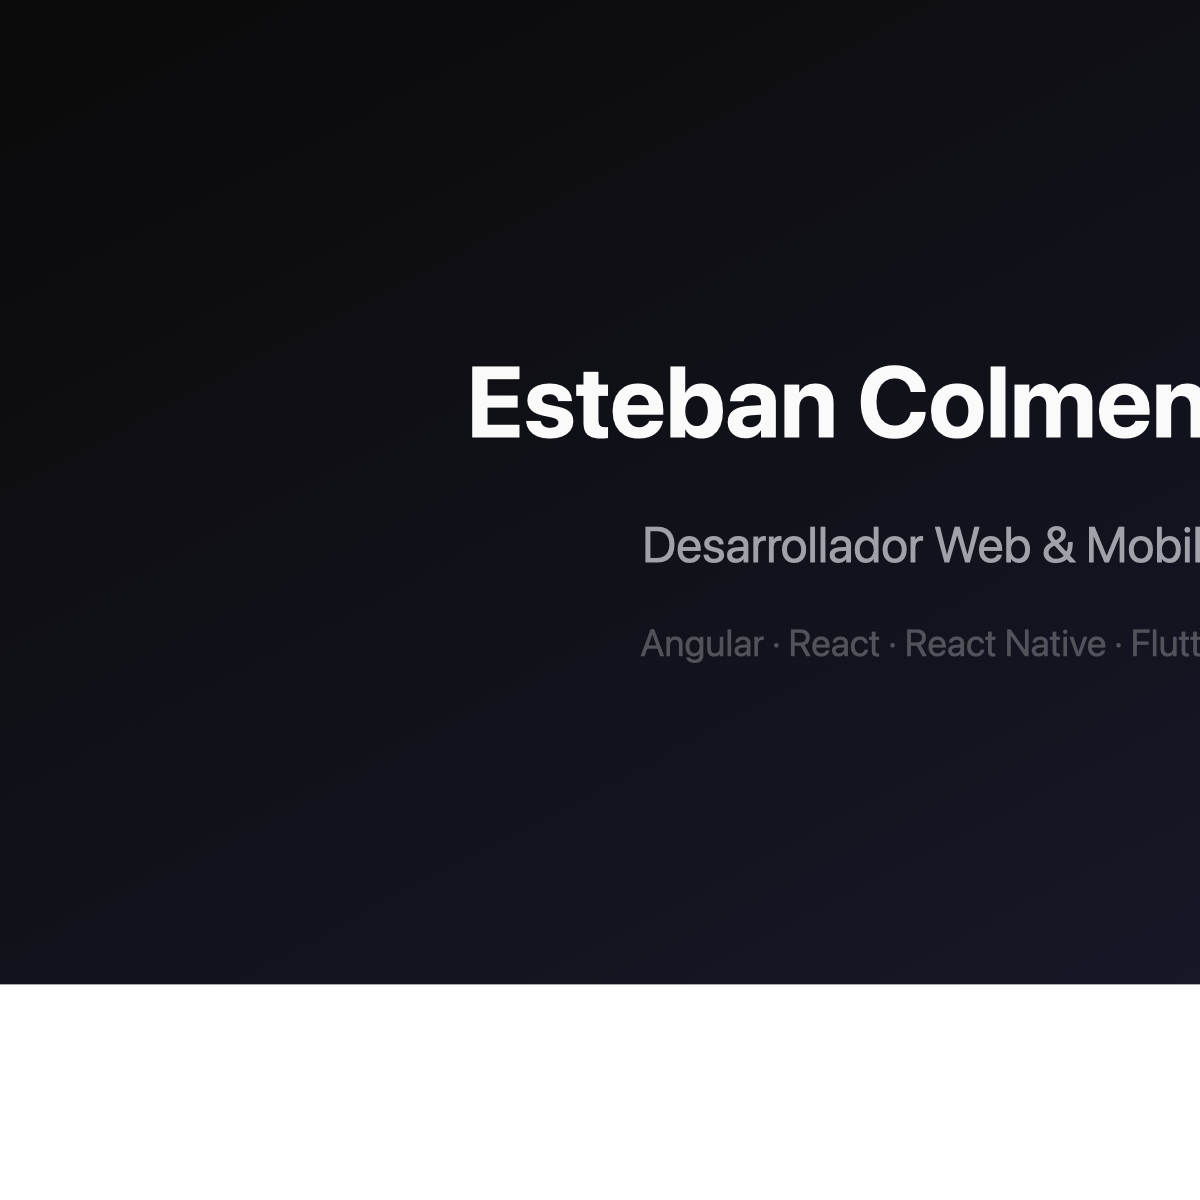 Esteban Colmen
Desarrollador Web & Mobil
Angular · React · React Native · Flutt